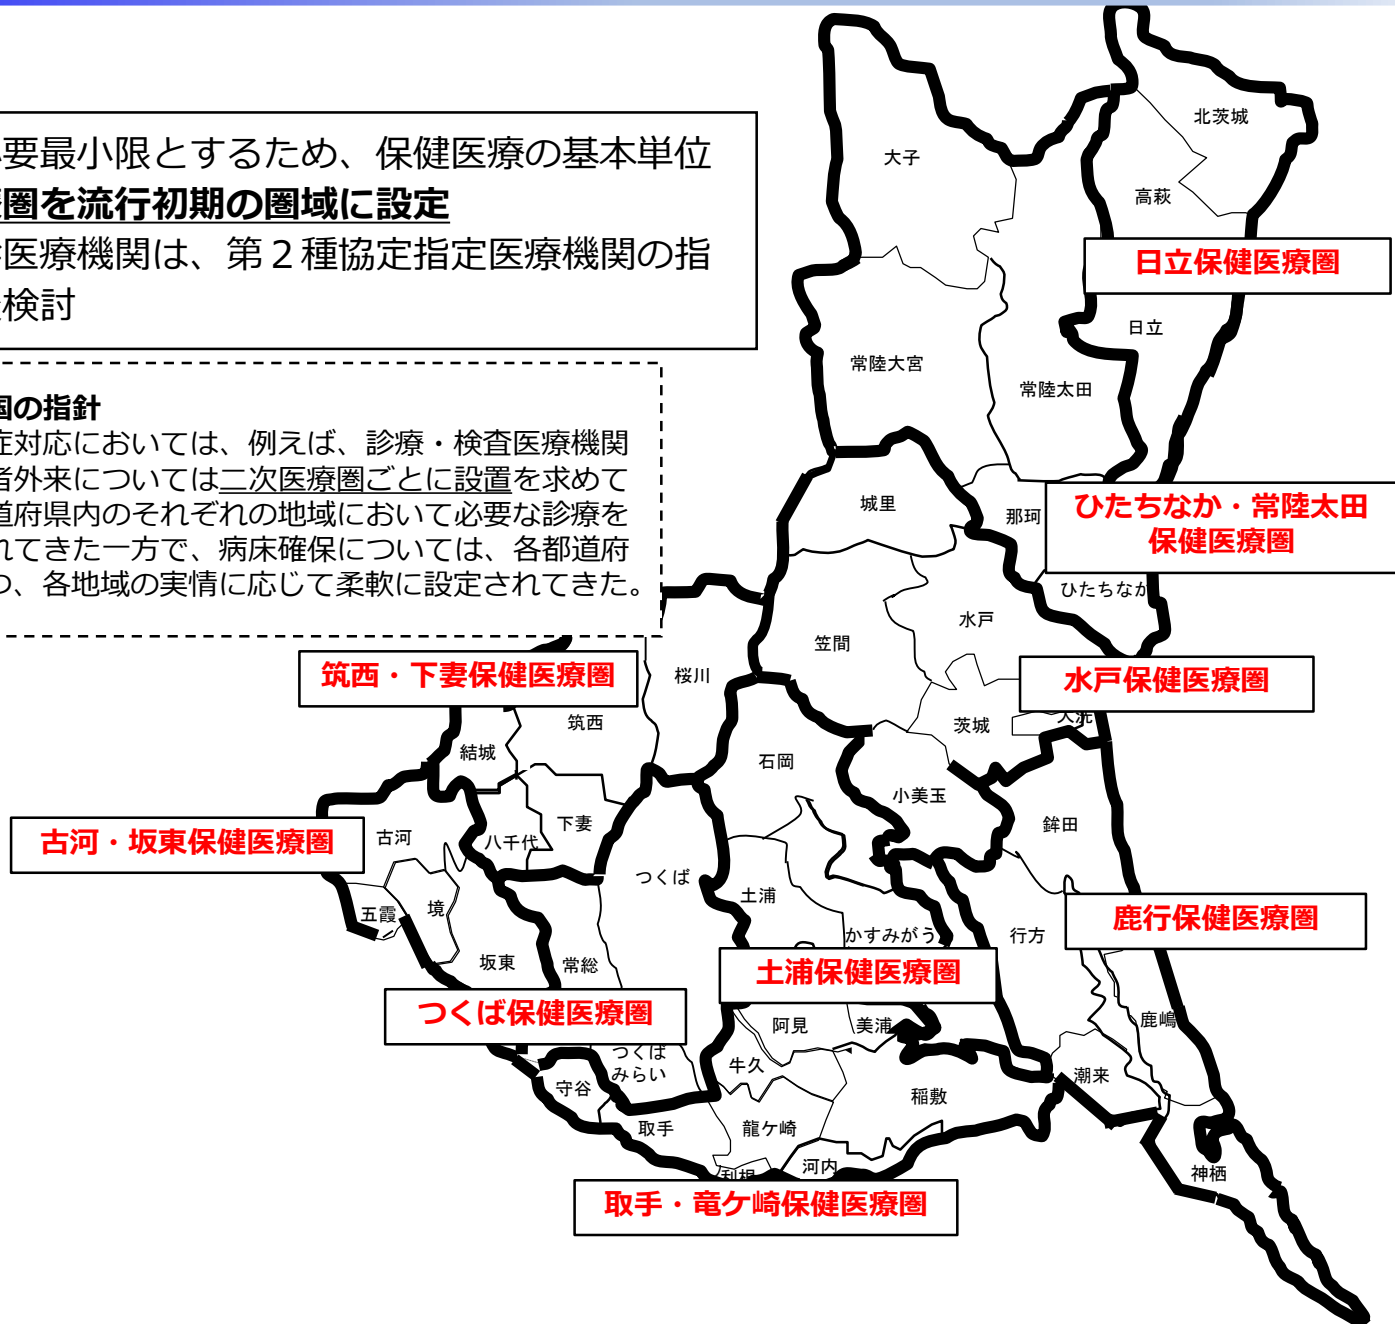 要最小限とするため、保健医療の基本単位
圏を流行初期の圏域に設定
医療機関は、第２種協定指定医療機関の指
検討
国の指針
症対応においては、例えば、診療・検査医療機関
者外来については二次医療圏ごとに設置を求めて
道府県内のそれぞれの地域において必要な診療を
れてきた一方で、病床確保については、各都道府
つ、各地域の実情に応じて柔軟に設定されてきた。
北茨城
大子
高萩
日立保健医療圏
日立
常陸大宮
常陸太田
城里
那珂
ひたちなか・常陸太田
保健医療圏
ひたちなか
水戸
笠間
筑西・下妻保健医療圏
桜川
水戸保健医療圏
大洗
筑西
茨城
結城
石岡
小美玉
鉾田
古河
八千代
下妻
古河・坂東保健医療圏
つくば
土浦
五霞
境
鹿行保健医療圏
かすみがう
行方
坂東
常総
土浦保健医療圏
つくば保健医療圏
阿見
美浦
鹿嶋
つくば
みらい
牛久
守谷
潮来
稲敷
取手
龍ケ崎
利根
河内
神栖
取手・竜ケ崎保健医療圏